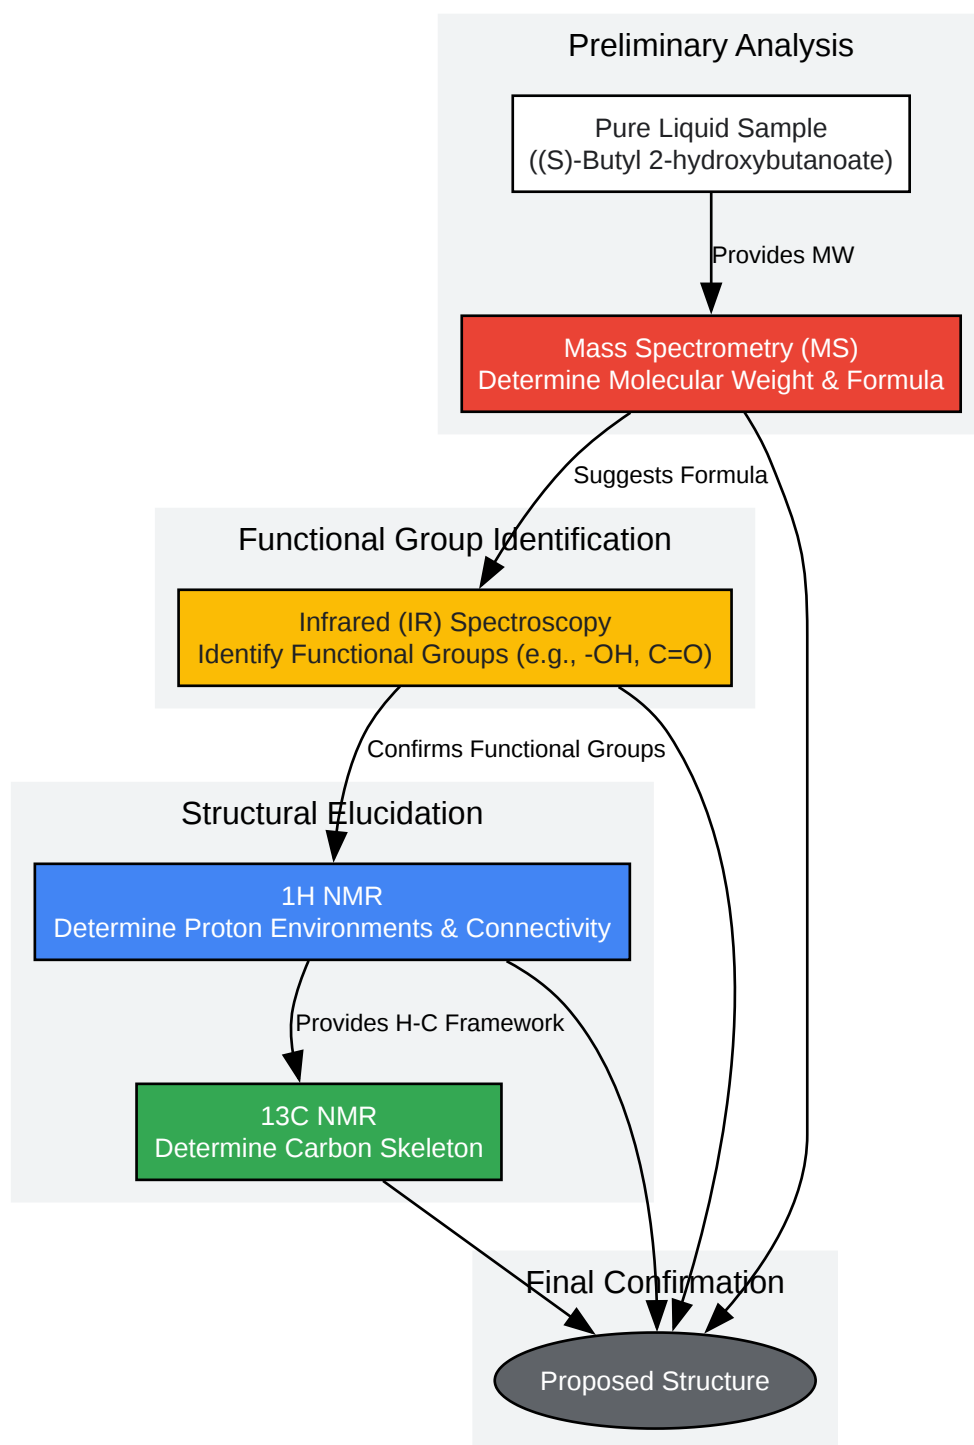 Preliminary Analysis
Pure Liquid Sample
((S)-Butyl 2-hydroxybutanoate)
Provides MW
Mass Spectrometry (MS)
Determine Molecular Weight & Formula
Suggests Formula
Functional Group Identification
Infrared (IR) Spectroscopy
Identify Functional Groups (e.g., -OH, C=O)
Confirms Functional Groups
Structural Elucidation
1H NMR
Determine Proton Environments & Connectivity
Provides H-C Framework
13C NMR
Determine Carbon Skeleton
Final Confirmation
Proposed Structure